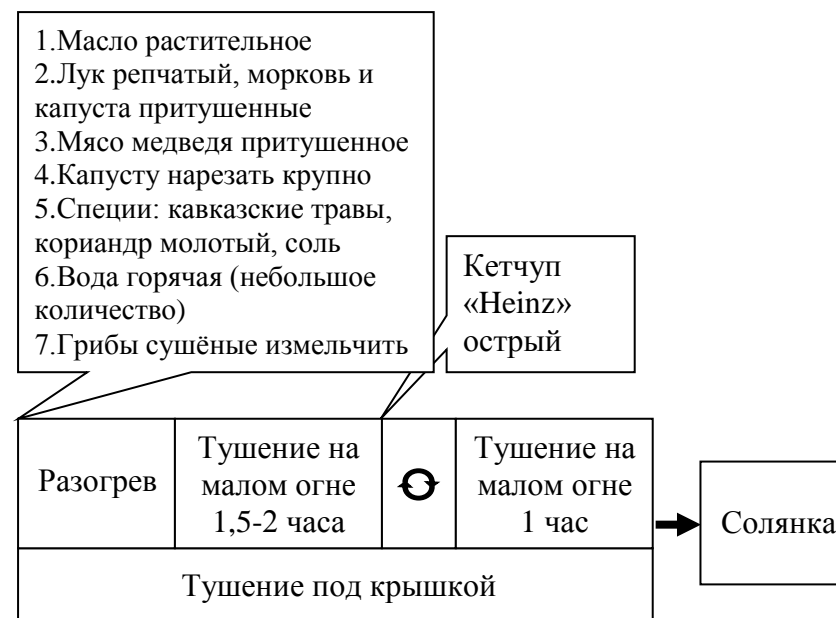 1.Масло растительное
2.Лук репчатый, морковь и
капуста притушенные
3.Мясо медведя притушенное
4.Капусту нарезать крупно
5.Специи: кавказские травы,
кориандр молотый, соль
6.Вода горячая (небольшое
количество)
7.Грибы сушёные измельчить
Кетчуп
«Heinz»
острый
Разогрев
Тушение на
малом огне
1,5-2 часа
Тушение на
малом огне
1 час
Солянка
Тушение под крышкой